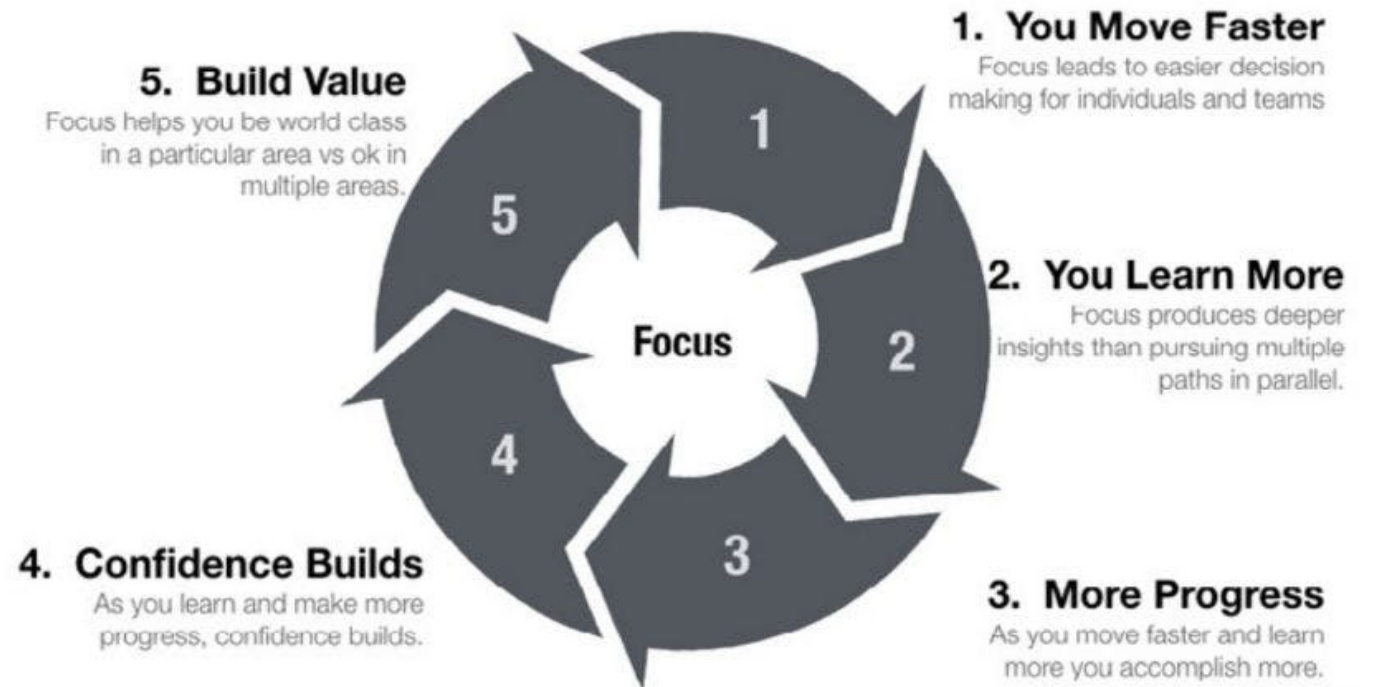 1. You Move Faster
Focus leads to easier decision
making for individuals and teams
2. You Learn More
Focus produces deeper
insights than pursuing multiple
paths in parallel.
3. More Progress
As you move faster and learn
more you accomplish more.
4. Confidence Builds
As you learn and make more
progress, confidence builds.
5. Build Value
Focus helps you be world class
in a particular area vs ok in
multiple areas.
1
2
3
4
5
Focus